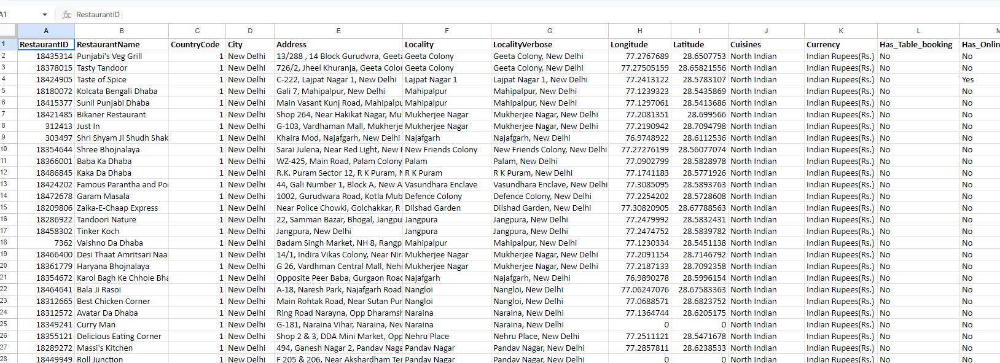 A1 fx RestaurantID
A B C D E F G H I J K L M
1 RestaurantID RestaurantName CountryCode City Address Locality LocalityVerbose Longitude Latitude Cuisines Currency Has_Table_booking Has_Onlin
2 18435314 Punjabi's Veg Grill 1 New Delhi 13/288 , 14 Block Gurudwra, Geeta Geeta Colony Geeta Colony, New Delhi 77.2767689 28.6507753 North Indian Indian Rupees(Rs.) No No
3 18378015 Tasty Tandoor 1 New Delhi 726/2, Jheel Khuranja, Geeta Color Geeta Colony Geeta Colony, New Delhi 77.27505159 28.65821556 North Indian Indian Rupees(Rs.) No No
4 18424905 Taste of Spice 1 New Delhi C-222, Lajpat Nagar 1, New Delhi Lajpat Nagar 1 Lajpat Nagar 1, New Delhi 77.2413122 28.5783107 North Indian Indian Rupees(Rs.) No Yes
5 18180072 Kolcata Bengali Dhaba 1 New Delhi Gali 7, Mahipalpur, New Delhi Mahipalpur Mahipalpur, New Delhi 77.1239323 28.5435869 North Indian Indian Rupees(Rs.) No No
6 18415377 Sunil Punjabi Dhaba 1 New Delhi Main Vasant Kunj Road, Mahipalpu Mahipalpur Mahipalpur, New Delhi 77.1297061 28.5413686 North Indian Indian Rupees(Rs.) No No
7 18421485 Bikaner Restaurant 1 New Delhi Shop 264, Near Hakikat Nagar, Mu Mukherjee Nagar Mukherjee Nagar, New Delhi 77.2081351 28.699566 North Indian Indian Rupees(Rs.) No No
8 312413 Just In 1 New Delhi G-103, Vardhaman Mall, Mukherje Mukherjee Nagar Mukherjee Nagar, New Delhi 77.2190942 28.7094798 North Indian Indian Rupees(Rs.) No No
9 303497 Shri Shyam Ji Shudh Shak 1 New Delhi Khaira Mod, Najafgarh, New Delhi Najafgarh Najafgarh, New Delhi 76.9748922 28.6112536 North Indian Indian Rupees(Rs.) No No
10 18354644 Shree Bhojnalaya 1 New Delhi Sarai Julena, Near Red Light, New F New Friends Colony New Friends Colony, New Delhi 77.27276199 28.56077074 North Indian Indian Rupees(Rs.) No No
11 18366001 Baba Ka Dhaba 1 New Delhi WZ-425, Main Road, Palam Colony, Palam Palam, New Delhi 77.0902799 28.5828978 North Indian Indian Rupees(Rs.) No No
12 18486845 Kaka Da Dhaba 1 New Delhi R.K. Puram Sector 12, R K Puram, N R K Puram R K Puram, New Delhi 77.1741183 28.5771926 North Indian Indian Rupees(Rs.) No No
13 18424202 Famous Parantha and Poo 1 New Delhi 44, Gali Number 1, Block A, New A Vasundhara Enclave Vasundhara Enclave, New Delhi 77.3085095 28.5893763 North Indian Indian Rupees(Rs.) No No
14 18472678 Garam Masala 1 New Delhi 1002, Gurudwara Road, Kotla Mub Defence Colony Defence Colony, New Delhi 77.2254202 28.5728608 North Indian Indian Rupees(Rs.) No No
15 18209806 Zaika-E-Chaap Express 1 New Delhi Near Police Chowki, Golchakkar, R Dilshad Garden Dilshad Garden, New Delhi 77.30820905 28.67788563 North Indian Indian Rupees(Rs.) No No
16 18286922 Tandoori Nature 1 New Delhi 22, Samman Bazar, Bhogal, Jangpu Jangpura Jangpura, New Delhi 77.2479992 28.5832431 North Indian Indian Rupees(Rs.) No No
17 18458302 Tinker Koch 1 New Delhi Jangpura, New Delhi Jangpura Jangpura, New Delhi 77.2474752 28.5839782 North Indian Indian Rupees(Rs.) No No
18 7362 Vaishno Da Dhaba 1 New Delhi Badam Singh Market, NH 8, Rangp Mahipalpur Mahipalpur, New Delhi 77.1230334 28.5451138 North Indian Indian Rupees(Rs.) No No
19 18466400 Desi Thaat Amritsari Naa 1 New Delhi 14/1, Indira Vikas Colony, Near Nir Mukherjee Nagar Mukherjee Nagar, New Delhi 77.2091154 28.7146792 North Indian Indian Rupees(Rs.) No No
20 18361779 Haryana Bhojnalaya 1 New Delhi G 26, Vardhman Central Mall, Nehr Mukherjee Nagar Mukherjee Nagar, New Delhi 77.2187133 28.7092358 North Indian Indian Rupees(Rs.) No No
21 18354672 Karol Bagh Ke Chhole Bha 1 New Delhi Opposite Peer Baba, Gurgaon Road Najafgarh Najafgarh, New Delhi 76.9890278 28.5996154 North Indian Indian Rupees(Rs.) No No
22 18464641 Bala Ji Rasoi 1 New Delhi A-18, Naresh Park, Najafgarh Road, Nangloi Nangloi, New Delhi 77.06247076 28.67583363 North Indian Indian Rupees(Rs.) No No
23 18312665 Best Chicken Corner 1 New Delhi Main Rohtak Road, Near Sutan Pur Nangloi Nangloi, New Delhi 77.0688571 28.6823752 North Indian Indian Rupees(Rs.) No No
24 18312572 Avatar Da Dhaba 1 New Delhi Ring Road Narayna, Opp Dharamsh Naraina Naraina, New Delhi 77.1364744 28.6205175 North Indian Indian Rupees(Rs.) No No
25 18349241 Curry Man 1 New Delhi G-181, Naraina Vihar, Naraina, New Naraina Naraina, New Delhi 0 0 North Indian Indian Rupees(Rs.) No No
26 18355121 Delicious Eating Corner 1 New Delhi Shop 2 & 3, DDA Mini Market, Opp Nehru Place Nehru Place, New Delhi 77.2511121 28.5471678 North Indian Indian Rupees(Rs.) No No
27 18289272 Massi's Kitchen 1 New Delhi 494, Ganesh Nagar 2, Pandav Naga Pandav Nagar Pandav Nagar, New Delhi 77.2857811 28.6238533 North Indian Indian Rupees(Rs.) No No
28 18449949 Roll Junction 1 New Delhi F 205 & 206, Near Akshardham Ter Pandav Nagar Pandav Nagar, New Delhi 0 0 North Indian Indian Rupees(Rs.) No No